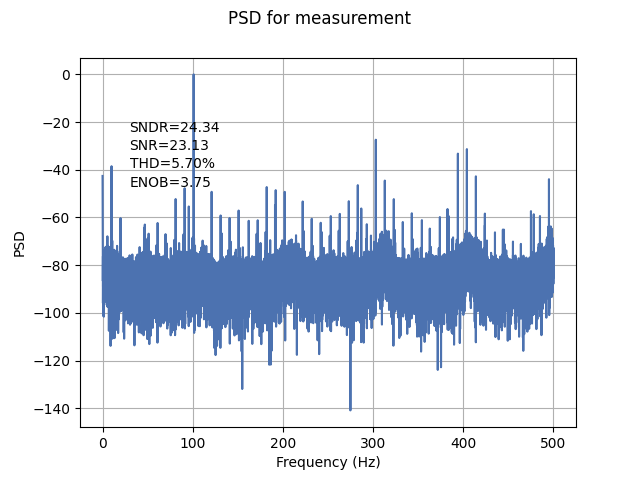 PSD for measurement
0
−20
−40
−60
−80
−100
−120
−140
PSD
SNDR=24.34
SNR=23.13
THD=5.70%
ENOB=3.75
0 100 200 300 400 500
Frequency (Hz)